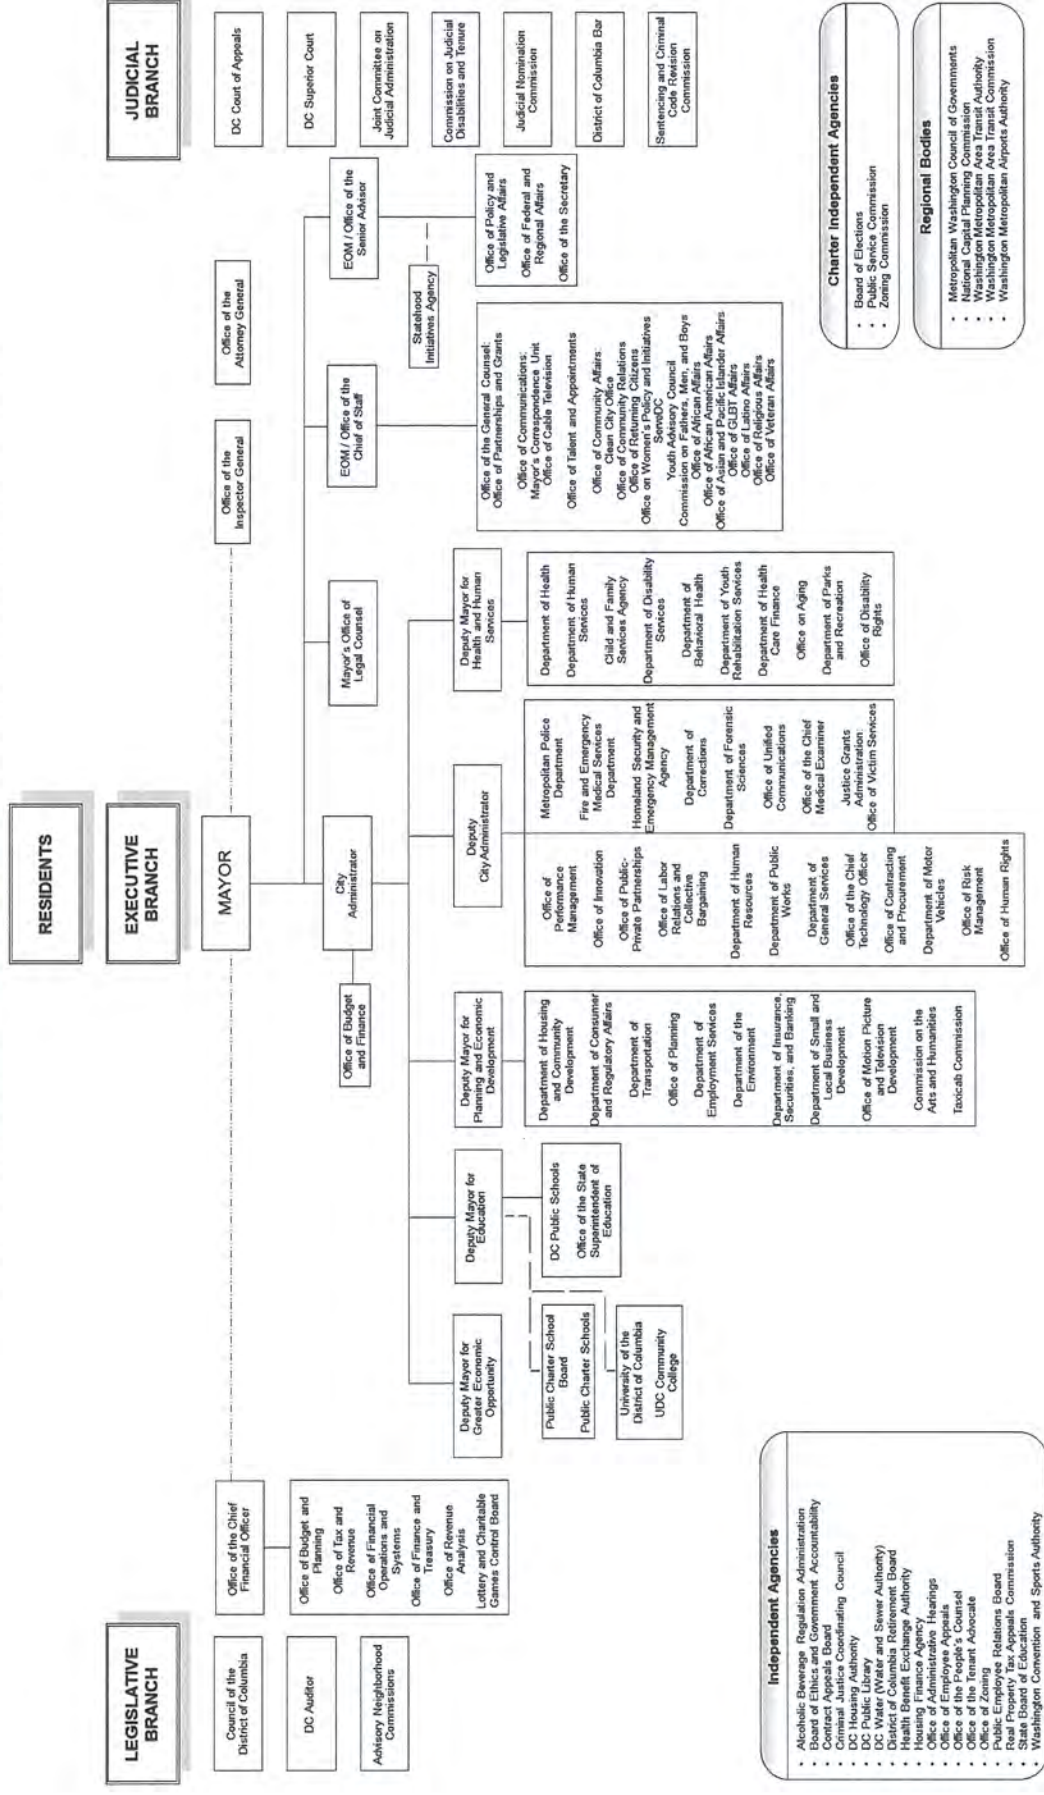 RESIDENTS
LEGISLATIVE
BRANCH
EXECUTIVE
BRANCH
JUDICIAL
BRANCH
Council of the
District of Columbia
DC Auditor
Advisory Neighborhood
Commissions
Office of the Chief
Financial Officer
Office of Budget and
Planning
Office of Tax and
Revenue
Office of Financial
Operations and
Systems
Office of Finance and
Treasury
Office of Revenue
Analysis
Lottery and Charitable
Games Control Board
MAYOR
Office of the
Inspector General
Office of the
Attorney General
City
Administrator
Office of Budget
and Finance
Mayor's Office of
Legal Counsel
EOM / Office of the
Chief of Staff
EOM / Office of the
Senior Advisor
Deputy Mayor for
Greater Economic
Opportunity
Deputy Mayor for
Education
Public Charter School
Board
Public Charter Schools
University of the
District of Columbia
UDC Community
College
DC Public Schools
Office of the State
Superintendent of
Education
Deputy Mayor for
Planning and Economic
Development
Department of Housing
and Community
Development
Department of Consumer
and Regulatory Affairs
Department of
Transportation
Office of Planning
Department of
Employment Services
Department of the
Environment
Department of Insurance,
Securities, and Banking
Department of Small and
Local Business
Development
Office of Motion Picture
and Television
Development
Commission on the
Arts and Humanities
Taxicab Commission
Deputy
City Administrator
Office of
Performance
Management
Office of Innovation
Office of Public-
Private Partnerships
Office of Labor
Relations and
Collective
Bargaining
Department of Human
Resources
Department of Public
Works
Department of
General Services
Office of the Chief
Technology Officer
Office of Contracting
and Procurement
Department of Motor
Vehicles
Office of Risk
Management
Office of Human Rights
Metropolitan Police
Department
Fire and Emergency
Medical Services
Department
Homeland Security and
Emergency Management
Agency
Department of
Corrections
Department of Forensic
Sciences
Office of Unified
Communications
Office of the Chief
Medical Examiner
Justice Grants
Administration:
Office of Victim Services
Deputy Mayor for
Health and Human
Services
Department of Health
Department of Human
Services
Child and Family
Services Agency
Department of Disability
Services
Department of
Behavioral Health
Department of Youth
Rehabilitation Services
Department of Health
Care Finance
Office on Aging
Department of Parks
and Recreation
Office of Disability
Rights
Office of the General Counsel:
Office of Partnerships and Grants
Office of Communications:
Mayor's Correspondence Unit
Office of Cable Television
Office of Talent and Appointments
Office of Community Affairs:
Clean City Office
Office of Community Relations
Office of Returning Citizens
Office on Women's Policy and Initiatives
ServeDC
Youth Advisory Council
Commission on Fathers, Men, and Boys
Office of African Affairs
Office of African American Affairs
Office of Asian and Pacific Islander Affairs
Office of GLBT Affairs
Office of Latino Affairs
Office of Religious Affairs
Office of Veteran Affairs
Statehood
Initiatives Agency
Office of Policy and
Legislative Affairs
Office of Federal and
Regional Affairs
Office of the Secretary
DC Court of Appeals
DC Superior Court
Joint Committee on
Judicial Administration
Commission on Judicial
Disabilities and Tenure
Judicial Nomination
Commission
District of Columbia Bar
Sentencing and Criminal
Code Revision
Commission
Independent Agencies
• Alcoholic Beverage Regulation Administration
• Board of Ethics and Government Accountability
• Contract Appeals Board
• Criminal Justice Coordinating Council
• DC Housing Authority
• DC Public Library
• DC Water (Water and Sewer Authority)
• District of Columbia Retirement Board
• Health Benefit Exchange Authority
• Housing Finance Agency
• Office of Administrative Hearings
• Office of Employee Appeals
• Office of the People's Counsel
• Office of the Tenant Advocate
• Office of Zoning
• Public Employee Relations Board
• Real Property Tax Appeals Commission
• State Board of Education
• Washington Convention and Sports Authority
Charter Independent Agencies
• Board of Elections
• Public Service Commission
• Zoning Commission
Regional Bodies
• Metropolitan Washington Council of Governments
• National Capital Planning Commission
• Washington Metropolitan Area Transit Authority
• Washington Metropolitan Area Transit Commission
• Washington Metropolitan Airports Authority